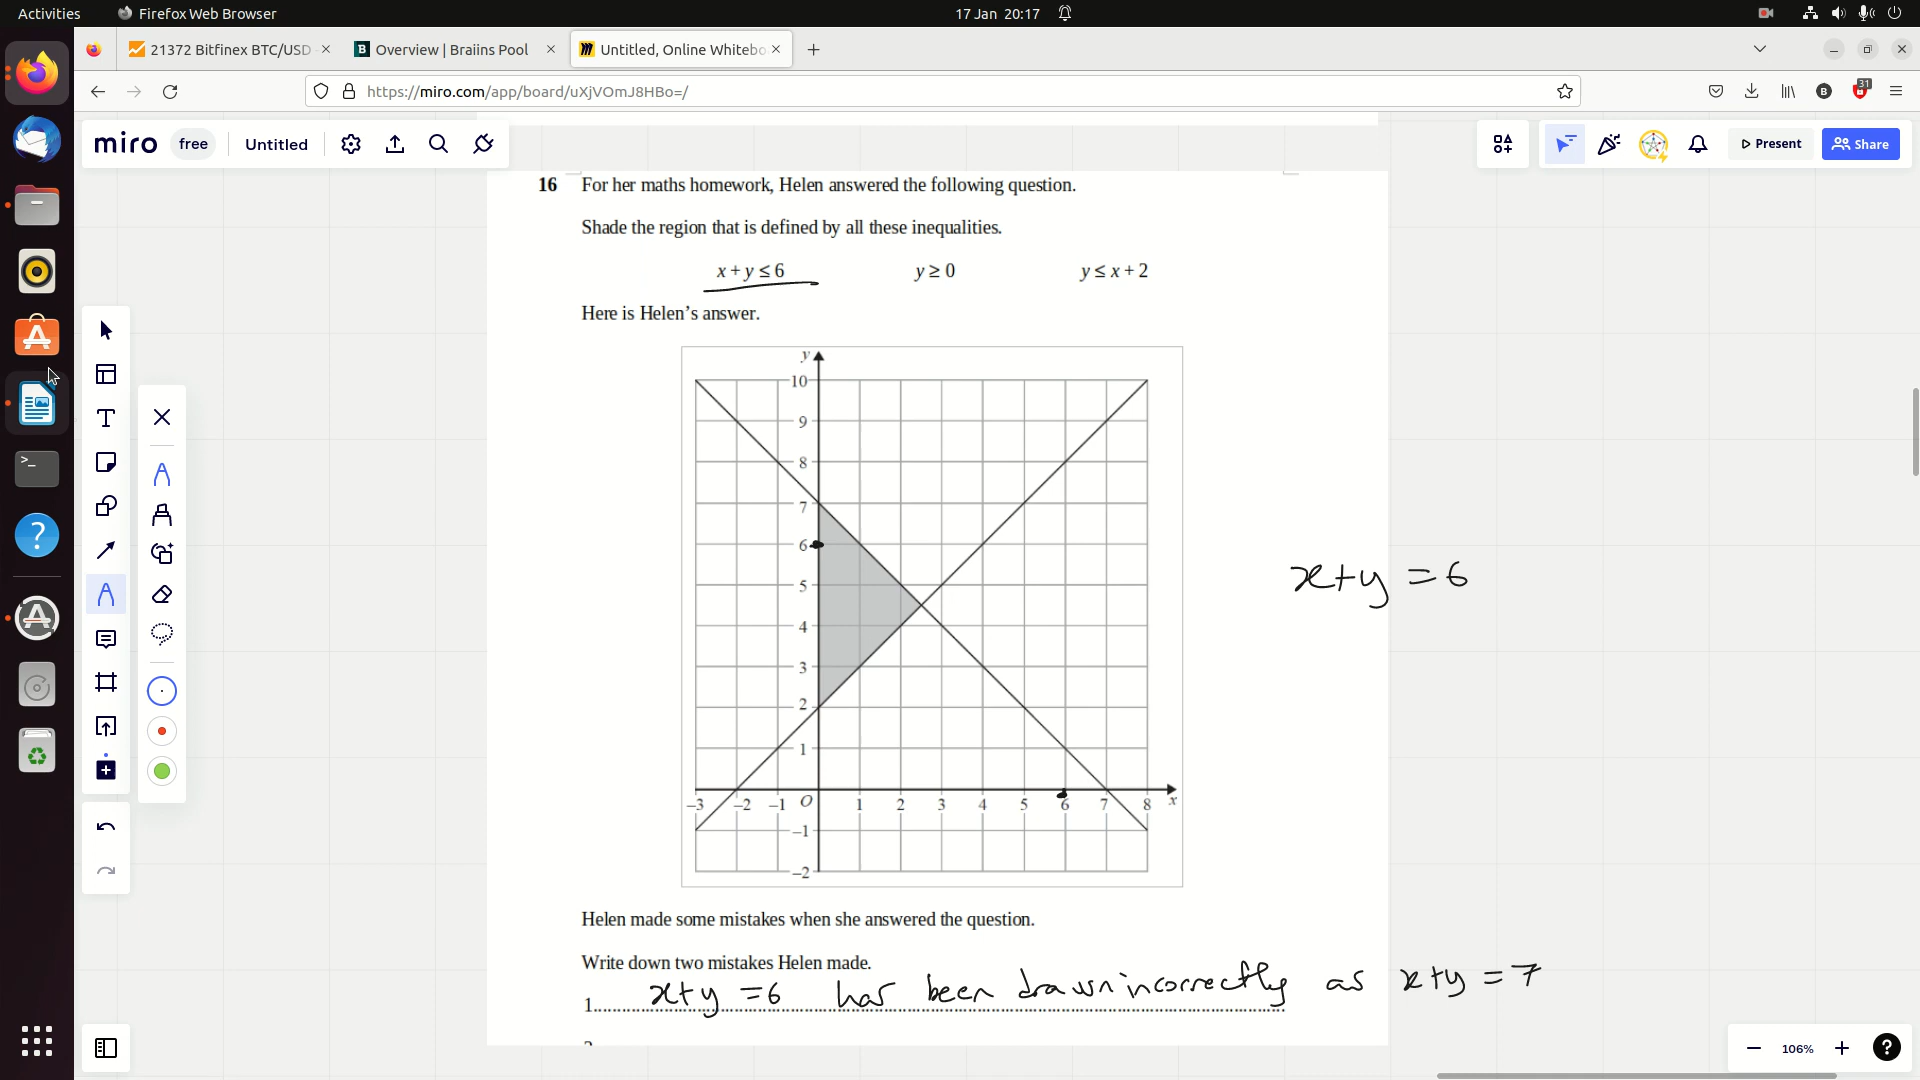 Activities Firefox Web Browser 17 Jan 20:17
21372 Bitfinex BTC/USD Overview | Braiins Pool Untitled, Online Whitebo
https://miro.com/app/board/uXjVOmJ8HBo=/ 31
miro free Untitled Present Share
16 For her maths homework, Helen answered the following question.
Shade the region that is defined by all these inequalities.
x + y ≤ 6 y ≥ 0 y ≤ x + 2
Here is Helen's answer.
y
10
9
8
7
6
5
4
3
2
1
−3 −2 −1 O 1 2 3 4 5 6 7 8 x
−1
−2
x+y =6
Helen made some mistakes when she answered the question.
Write down two mistakes Helen made.
1. x+y =6 has been drawn incorrectly as x+y =7
106%